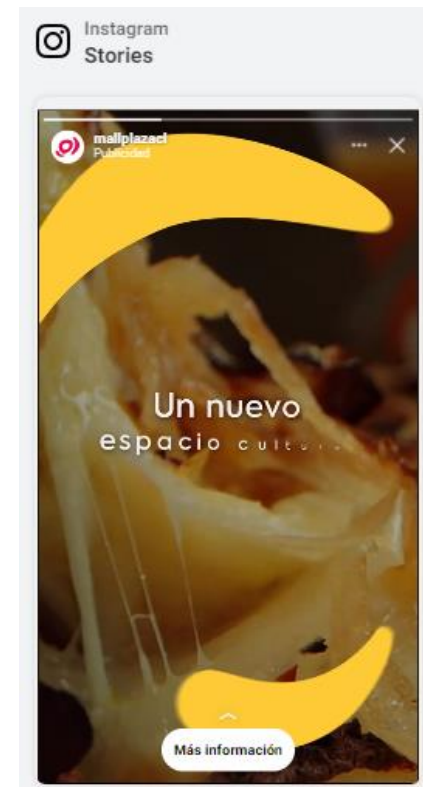 Instagram
Stories
mallplazacl
Publicidad
Un nuevo
espacio
Más información